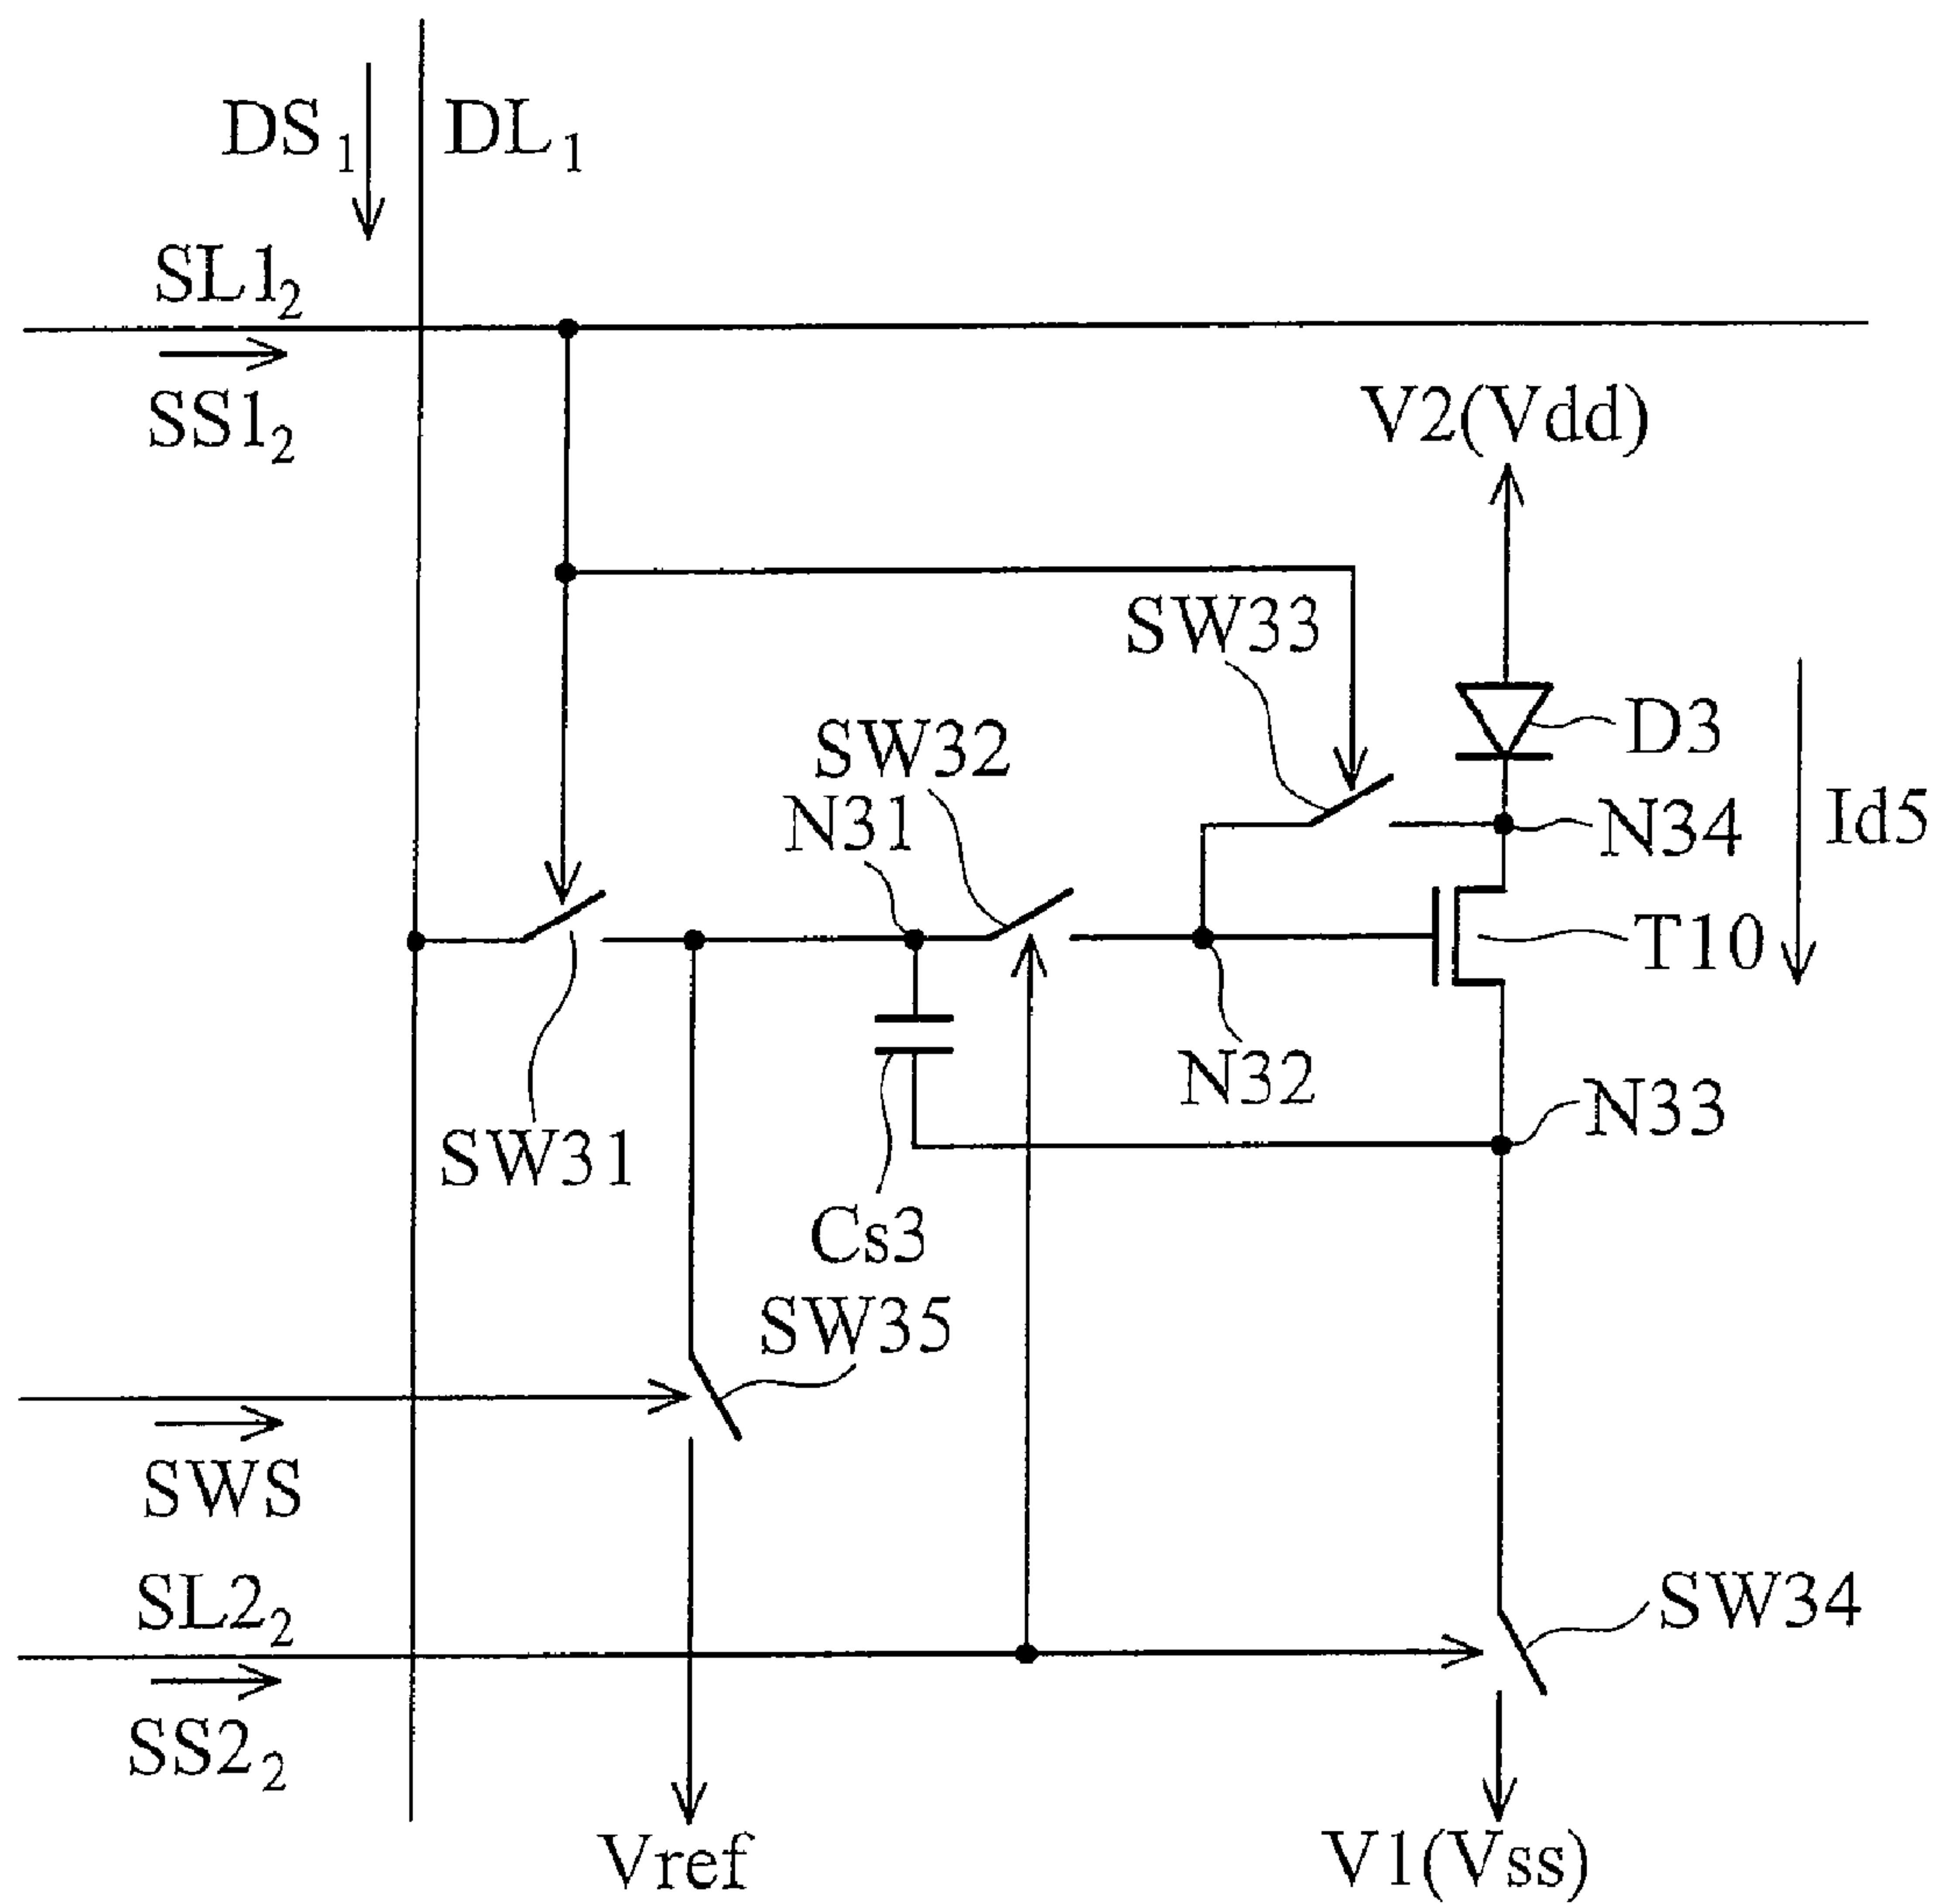 DS₁ DL₁
SL1₂
SS1₂
V2(Vdd)
SW33
D3
SW32
N31
N34
Id5
T10
N32
N33
SW31
Cs3
SW35
SWS
SL2₂
SW34
SS2₂
Vref
V1(Vss)